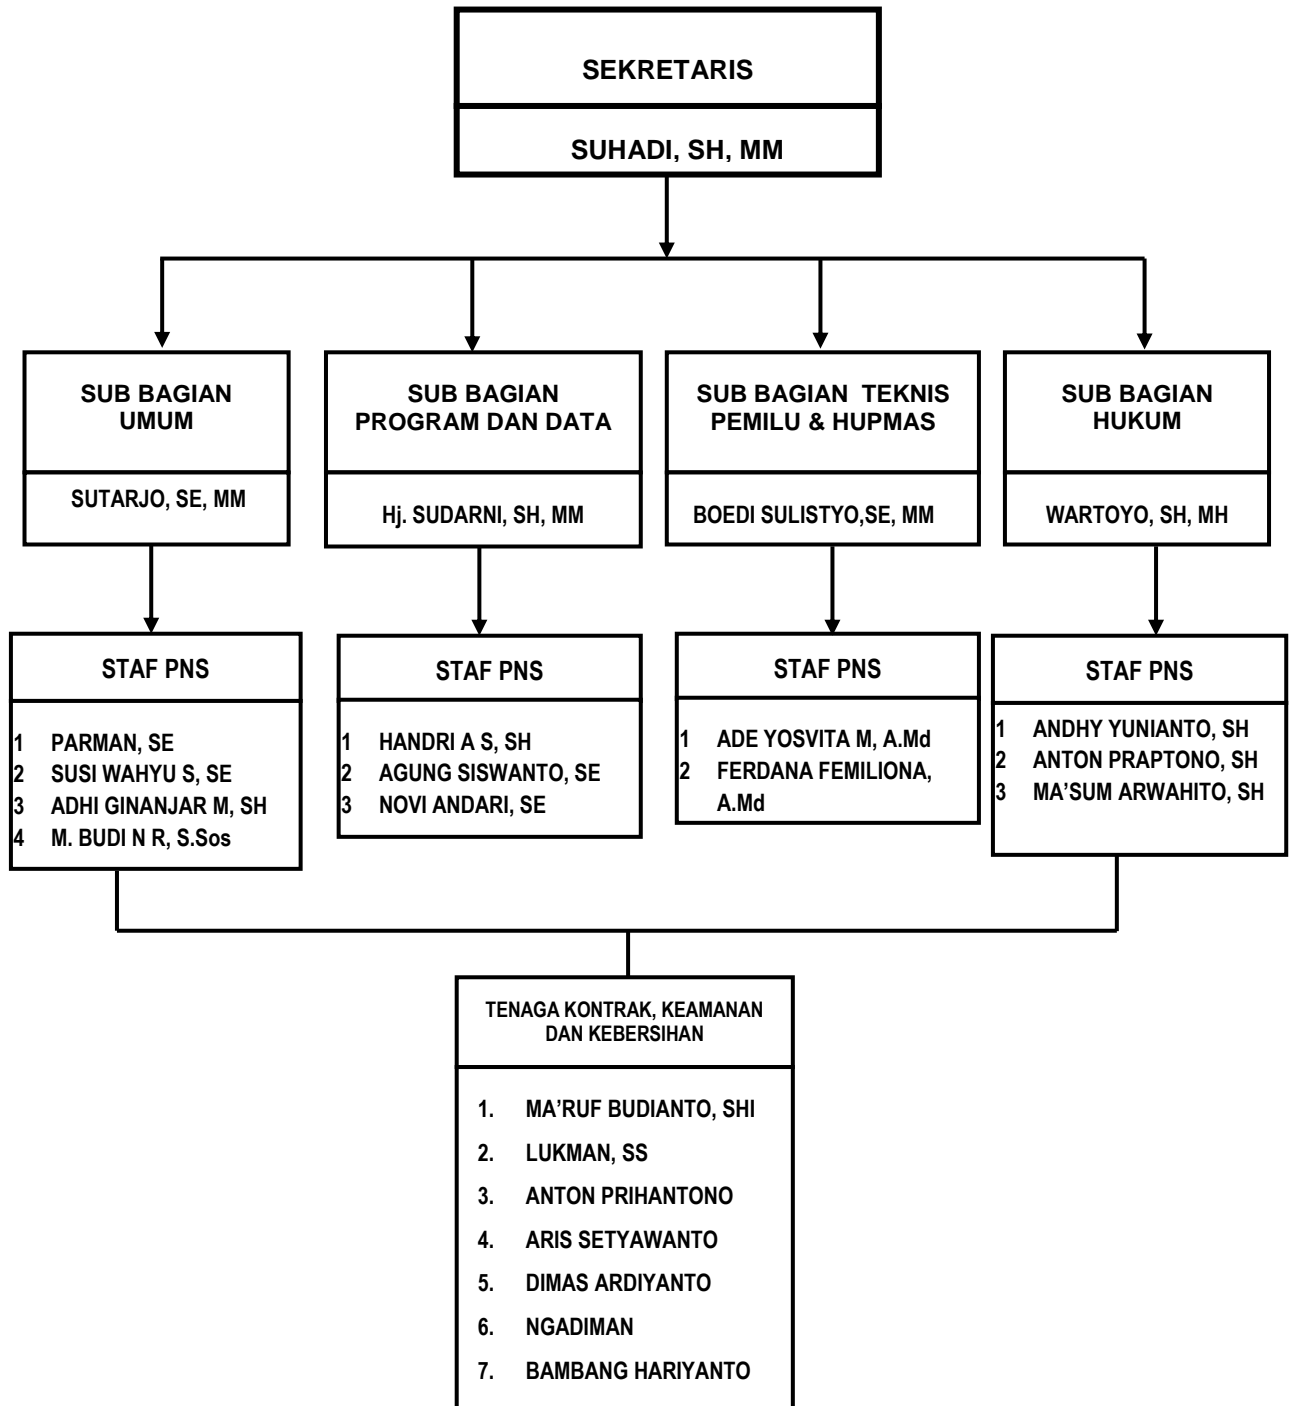 SEKRETARIS
SUHADI, SH, MM
SUB BAGIAN
UMUM
SUTARJO, SE, MM
SUB BAGIAN
PROGRAM DAN DATA
Hj. SUDARNI, SH, MM
SUB BAGIAN TEKNIS
PEMILU & HUPMAS
BOEDI SULISTYO,SE, MM
SUB BAGIAN
HUKUM
WARTOYO, SH, MH
STAF PNS
1 PARMAN, SE
2 SUSI WAHYU S, SE
3 ADHI GINANJAR M, SH
4 M. BUDI N R, S.Sos
STAF PNS
1 HANDRI A S, SH
2 AGUNG SISWANTO, SE
3 NOVI ANDARI, SE
STAF PNS
1 ADE YOSVITA M, A.Md
2 FERDANA FEMILIONA,
A.Md
STAF PNS
1 ANDHY YUNIANTO, SH
2 ANTON PRAPTONO, SH
3 MA’SUM ARWAHITO, SH
TENAGA KONTRAK, KEAMANAN
DAN KEBERSIHAN
1. MA’RUF BUDIANTO, SHI
2. LUKMAN, SS
3. ANTON PRIHANTONO
4. ARIS SETYAWANTO
5. DIMAS ARDIYANTO
6. NGADIMAN
7. BAMBANG HARIYANTO